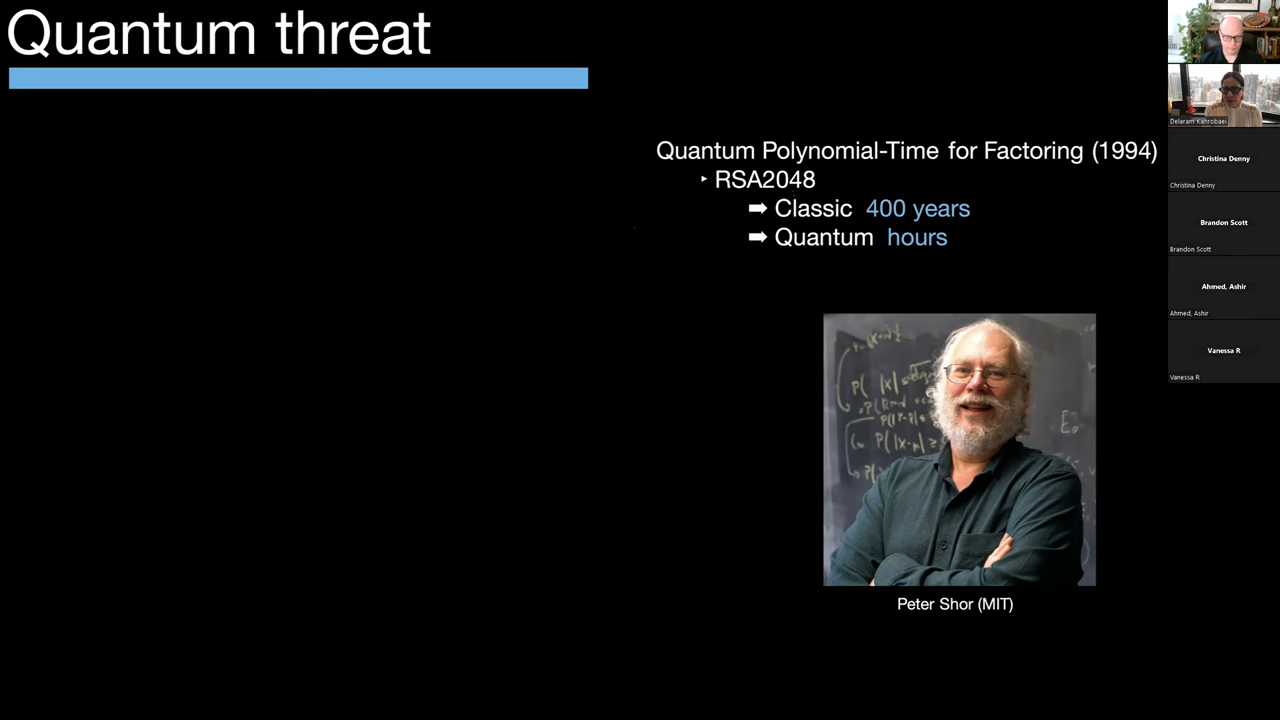 Quantum threat
Quantum Polynomial-Time for Factoring (1994)
‣ RSA2048
➡ Classic 400 years
➡ Quantum hours
Peter Shor (MIT)
Delaram Kahrobaei
Christina Denny
Christina Denny
Brandon Scott
Brandon Scott
Ahmed, Ashir
Ahmed, Ashir
Vanessa R
Vanessa R